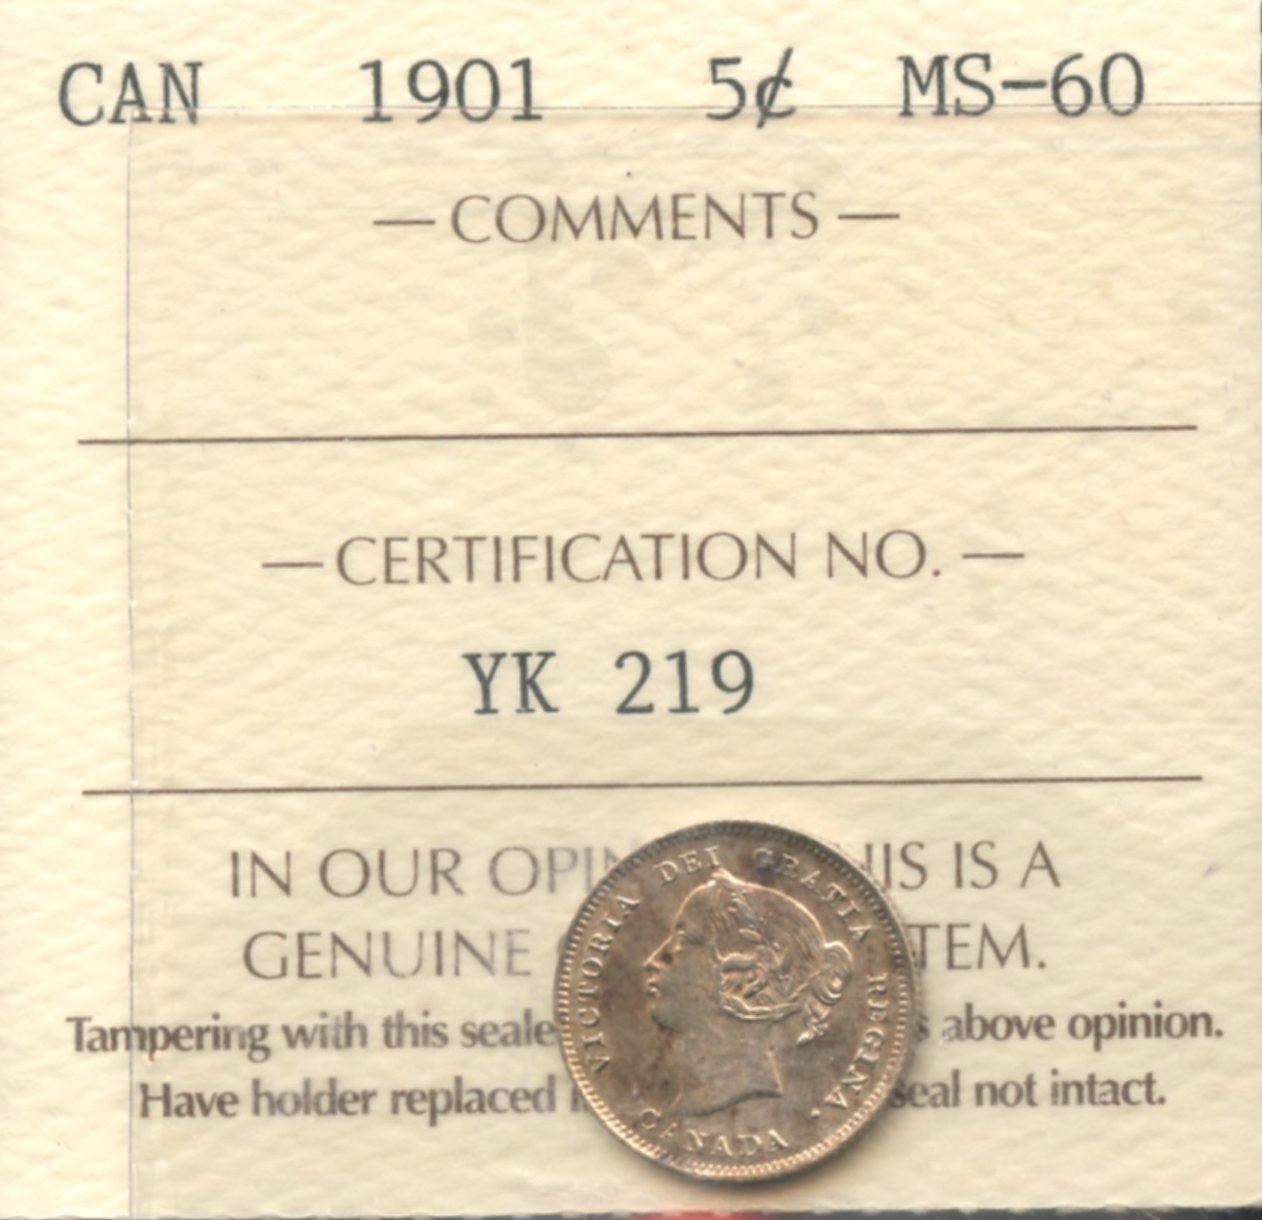 CAN 1901 5¢ MS-60
— COMMENTS —
— CERTIFICATION NO. —
YK 219
IN OUR OPIN IS IS A
GENUINE TEM.
Tampering with this seale s above opinion.
Have holder replaced i seal not intact.
VICTORIA DEI GRATIA REGINA.
CANADA